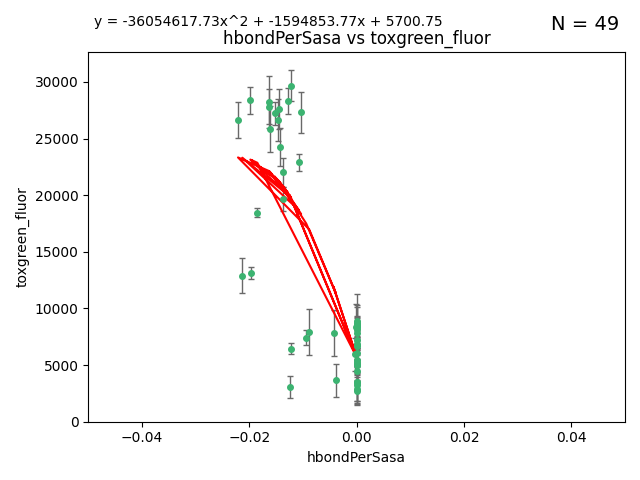 y = -36054617.73x^2 + -1594853.77x + 5700.75
N = 49
hbondPerSasa vs toxgreen_fluor
toxgreen_fluor
30000
25000
20000
15000
10000
5000
0
−0.04
−0.02
0.00
0.02
0.04
hbondPerSasa